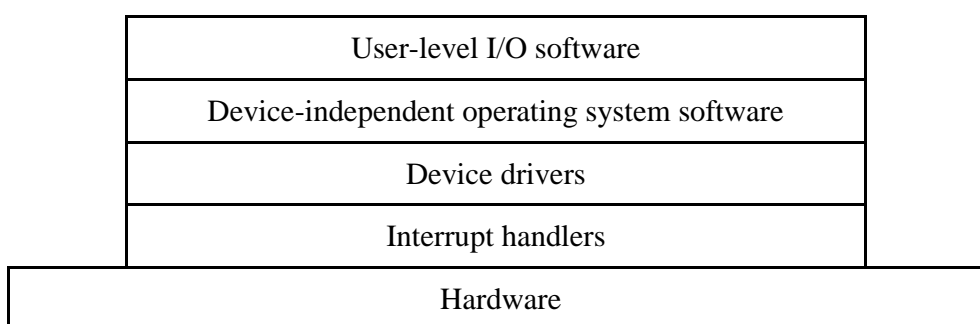 User-level I/O software
Device-independent operating system software
Device drivers
Interrupt handlers
Hardware